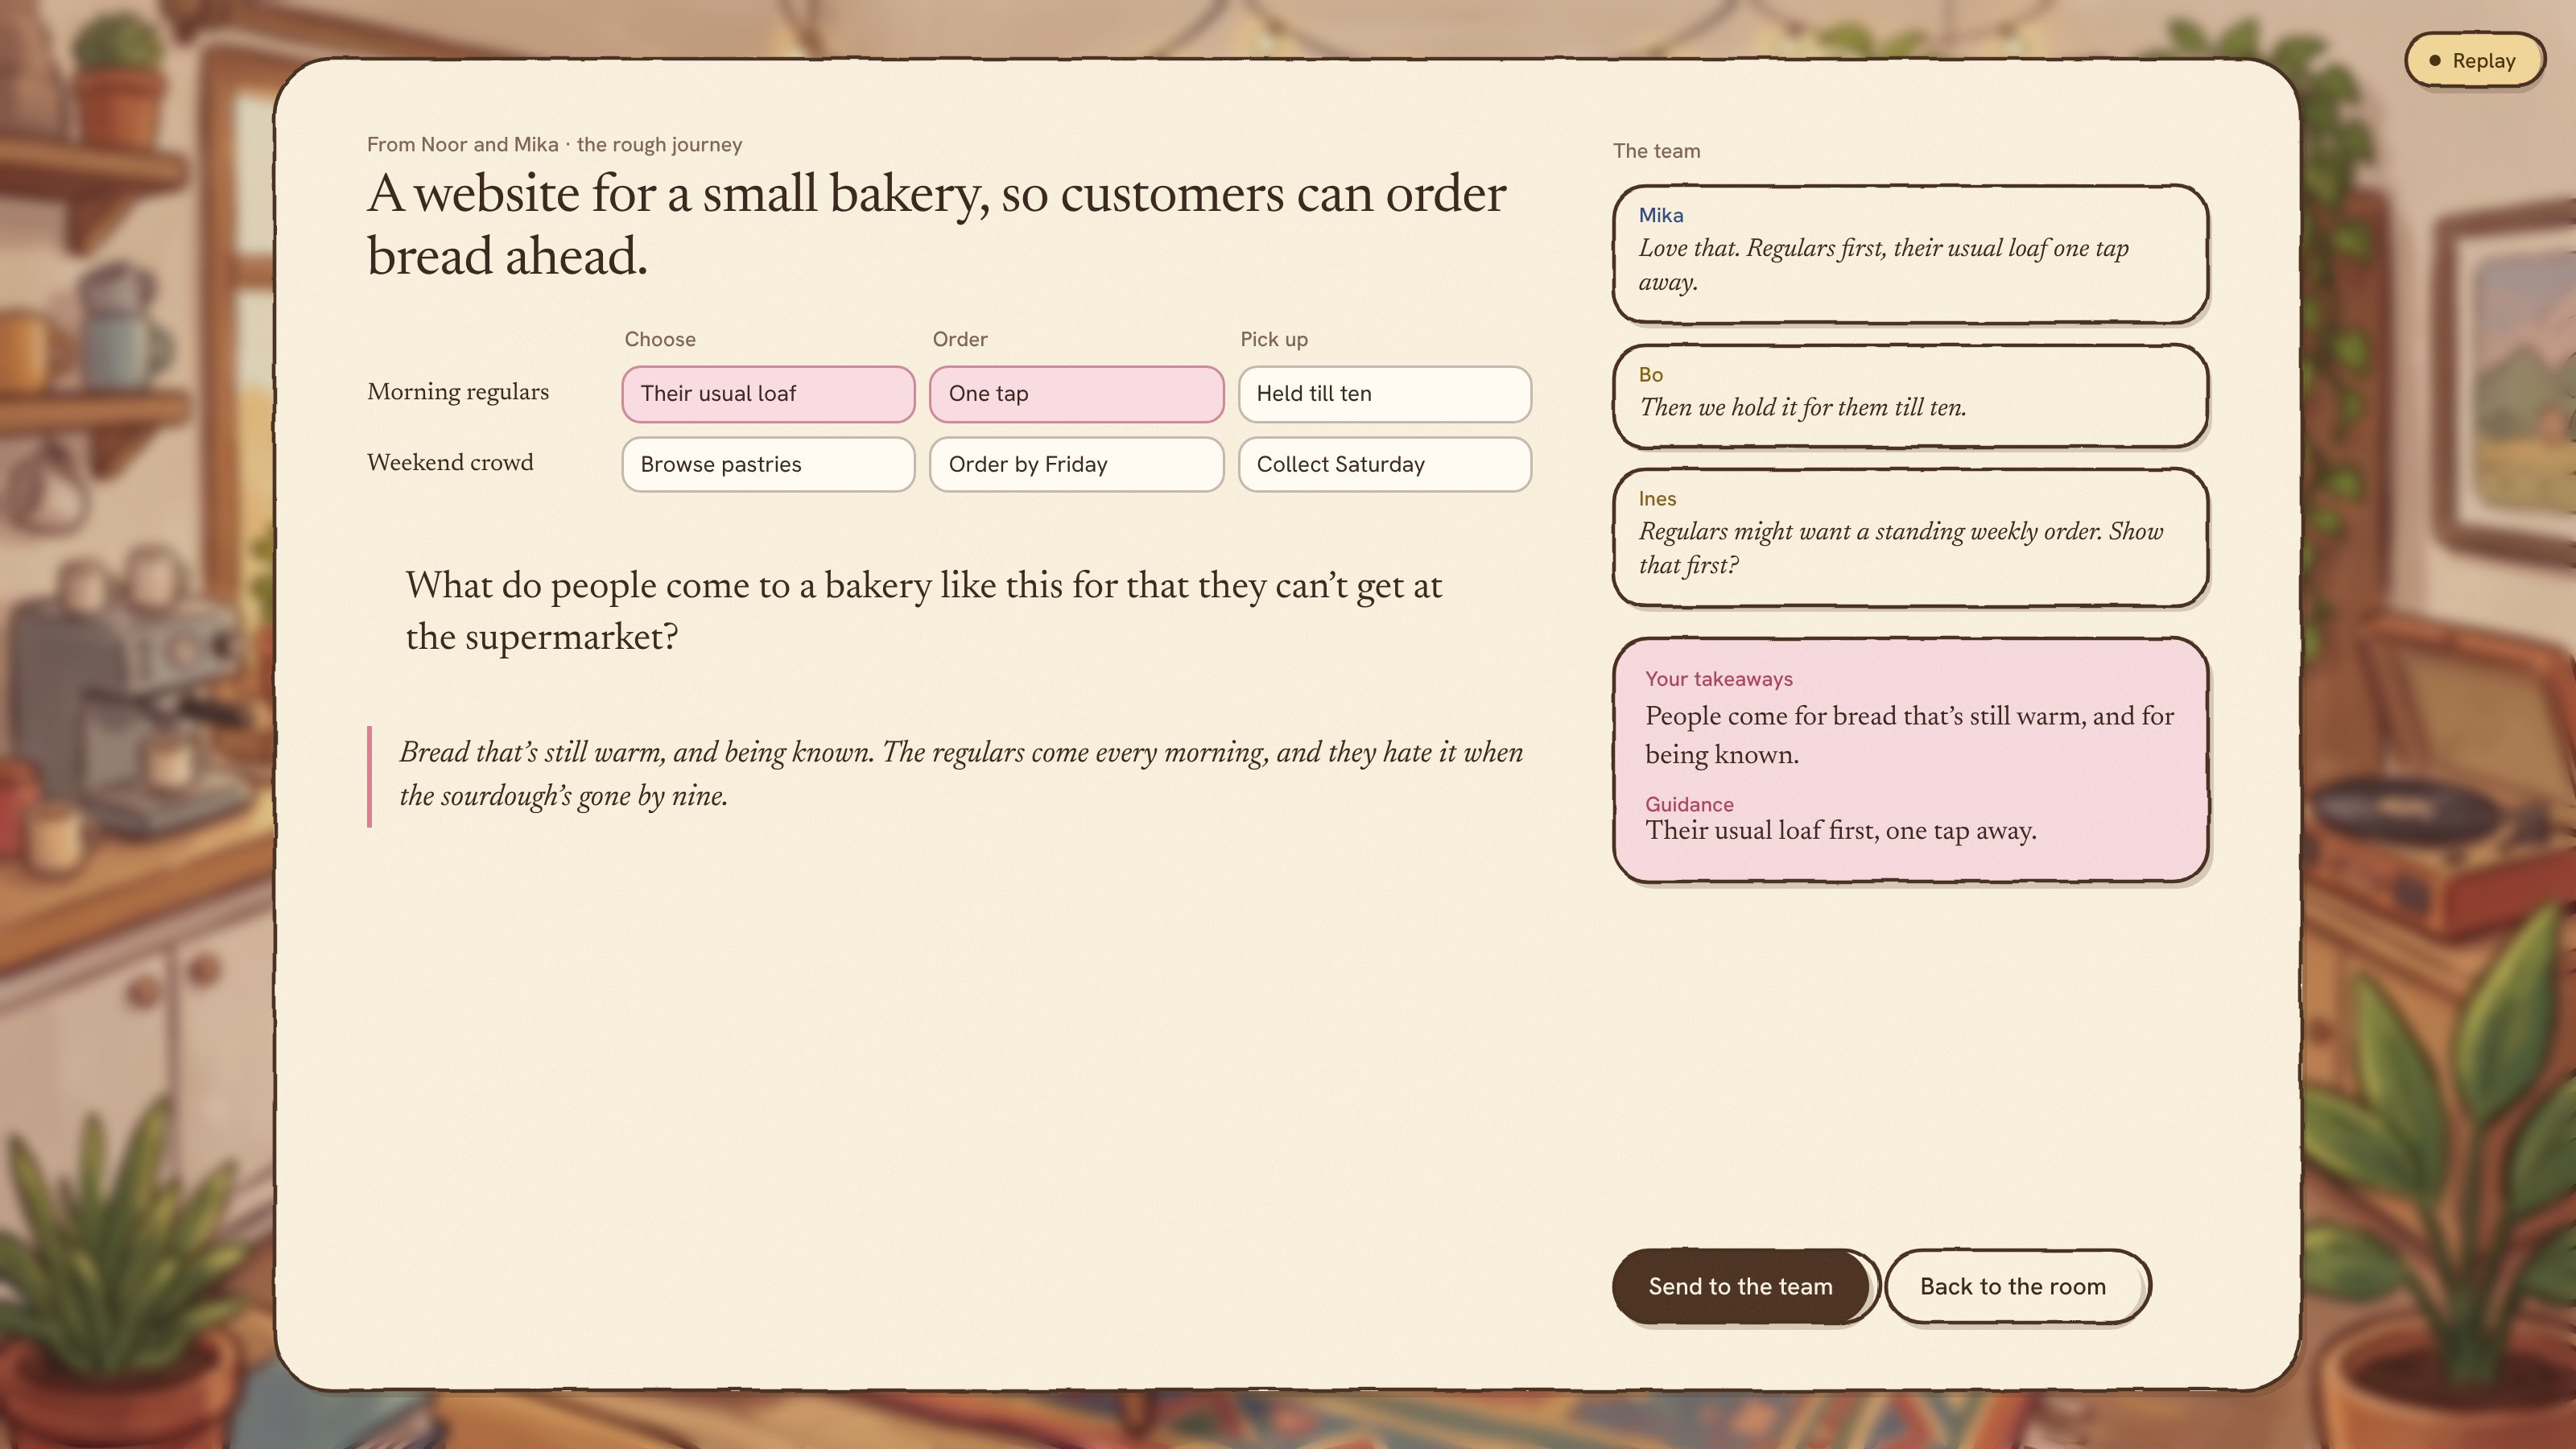 Replay
From Noor and Mika · the rough journey
A website for a small bakery, so customers can order
bread ahead.
Choose
Order
Pick up
Morning regulars
Their usual loaf
One tap
Held till ten
Weekend crowd
Browse pastries
Order by Friday
Collect Saturday
What do people come to a bakery like this for that they can’t get at
the supermarket?
Bread that’s still warm, and being known. The regulars come every morning, and they hate it when
the sourdough’s gone by nine.
The team
Mika
Love that. Regulars first, their usual loaf one tap
away.
Bo
Then we hold it for them till ten.
Ines
Regulars might want a standing weekly order. Show
that first?
Your takeaways
People come for bread that’s still warm, and for
being known.
Guidance
Their usual loaf first, one tap away.
Send to the team
Back to the room